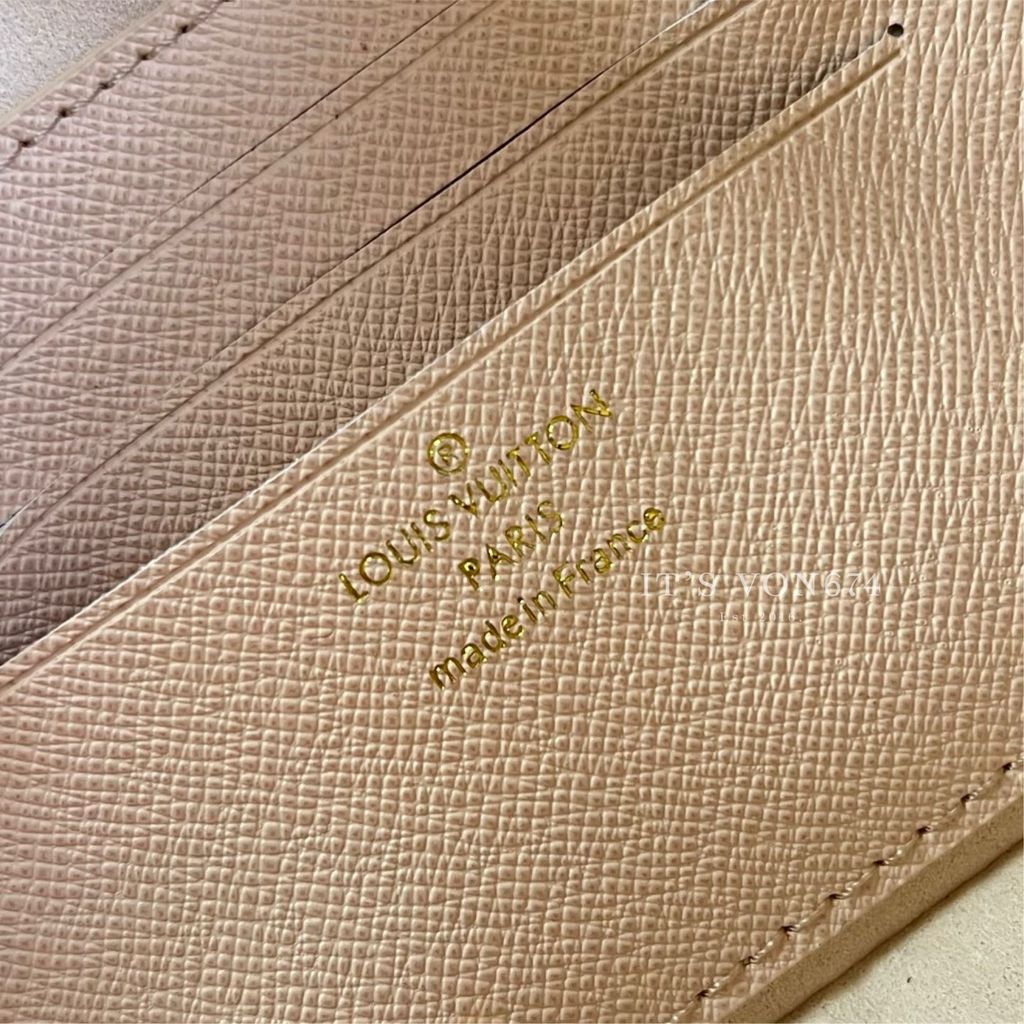 ®
LOUIS VUITTON
PARIS
made in France
IT'S VON674
Est. 2016.